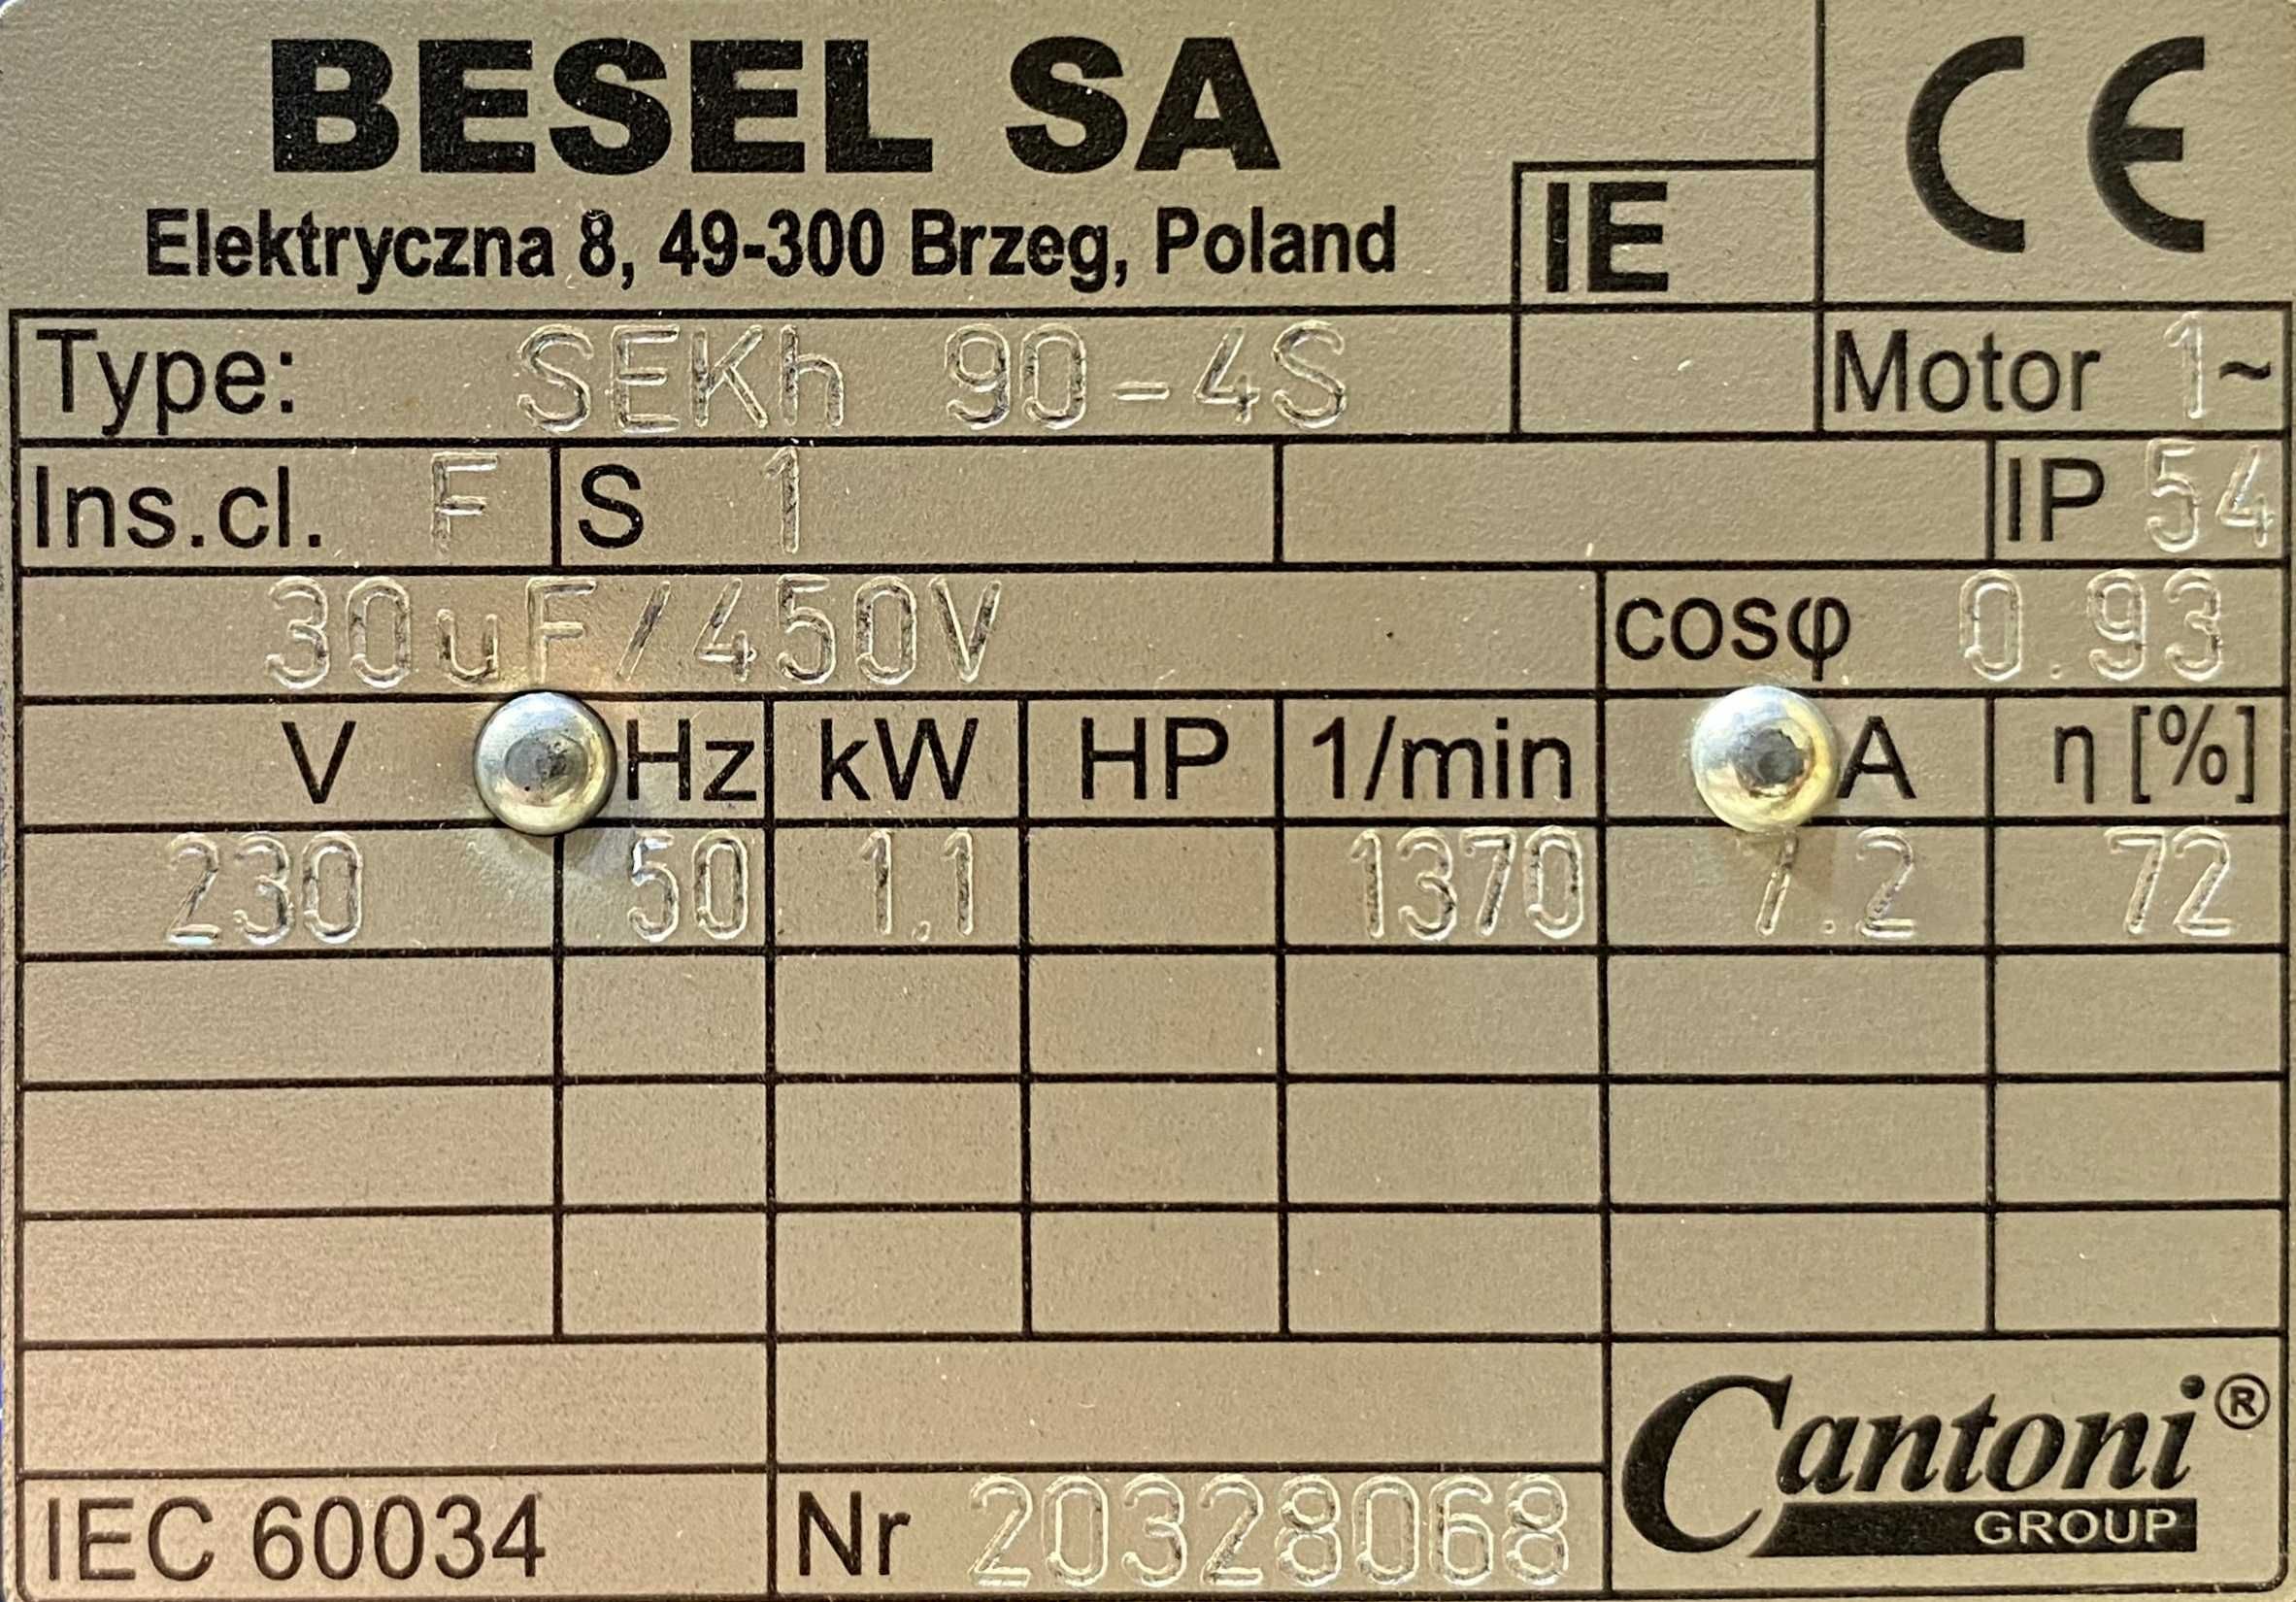 BESEL SA
CE
Elektryczna 8, 49-300 Brzeg, Poland
IE
Type: SEKh 90-4S Motor 1~
Ins.cl. F S 1 IP 54
30uF/450V cosφ 0.93
V Hz kW HP 1/min A η [%]
230 50 1,1 1370 7.2 72
Cantoni®
GROUP
IEC 60034 Nr 20328068